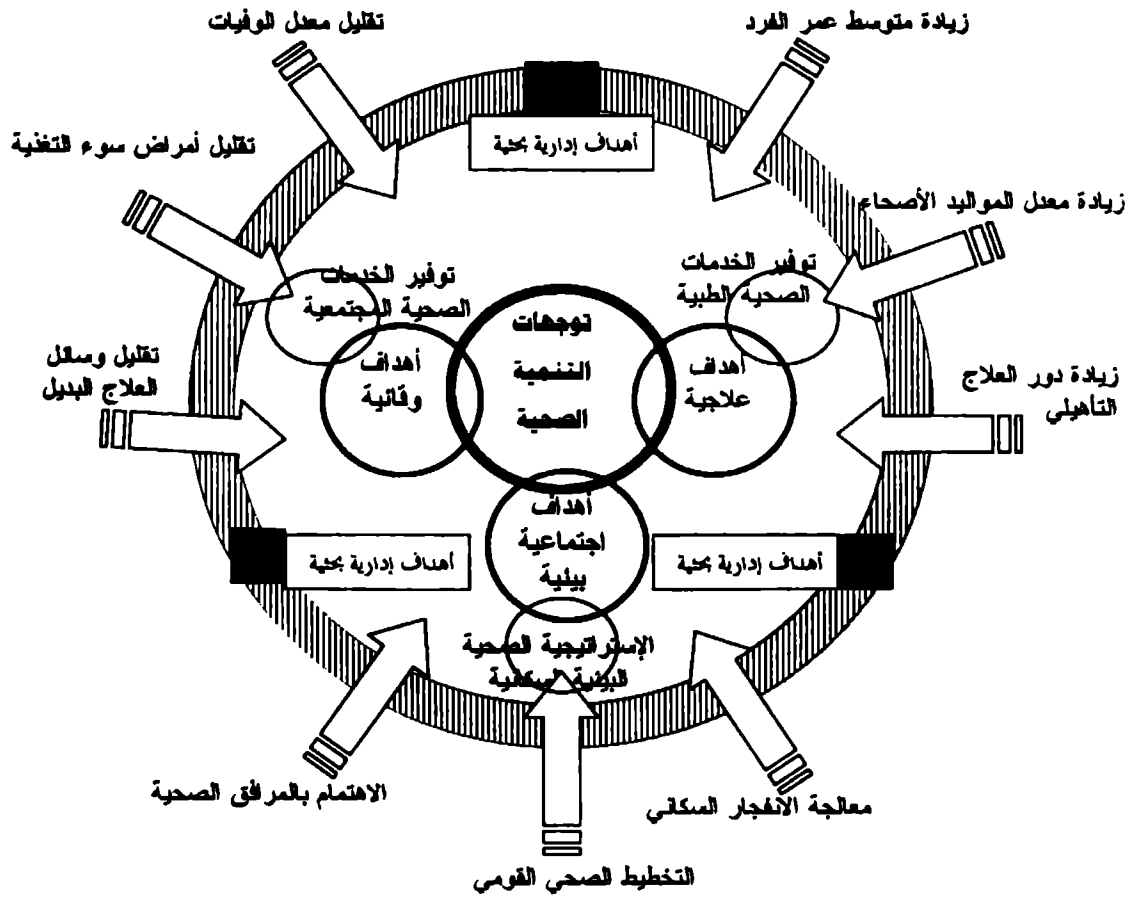 زيادة متوسط عمر الفرد
تقليل معدل الوفيات
أهداف إدارية بحثية
تقليل أمراض سوء التغذية
زيادة معدل المواليد الأصحاء
توفير الخدمات
الصحية الطبية
توفير الخدمات
الصحية المجتمعية
توجهات
التنمية
الصحية
أهداف
علاجية
أهداف
وقائية
زيادة دور العلاج
التأهيلي
تقليل وسائل
العلاج البديل
أهداف
اجتماعية
بيئية
أهداف إدارية بحثية
أهداف إدارية بحثية
الإستراتيجية الصحية
البيئية السكانية
معالجة الانفجار السكاني
الاهتمام بالمرافق الصحية
التخطيط الصحي القومي